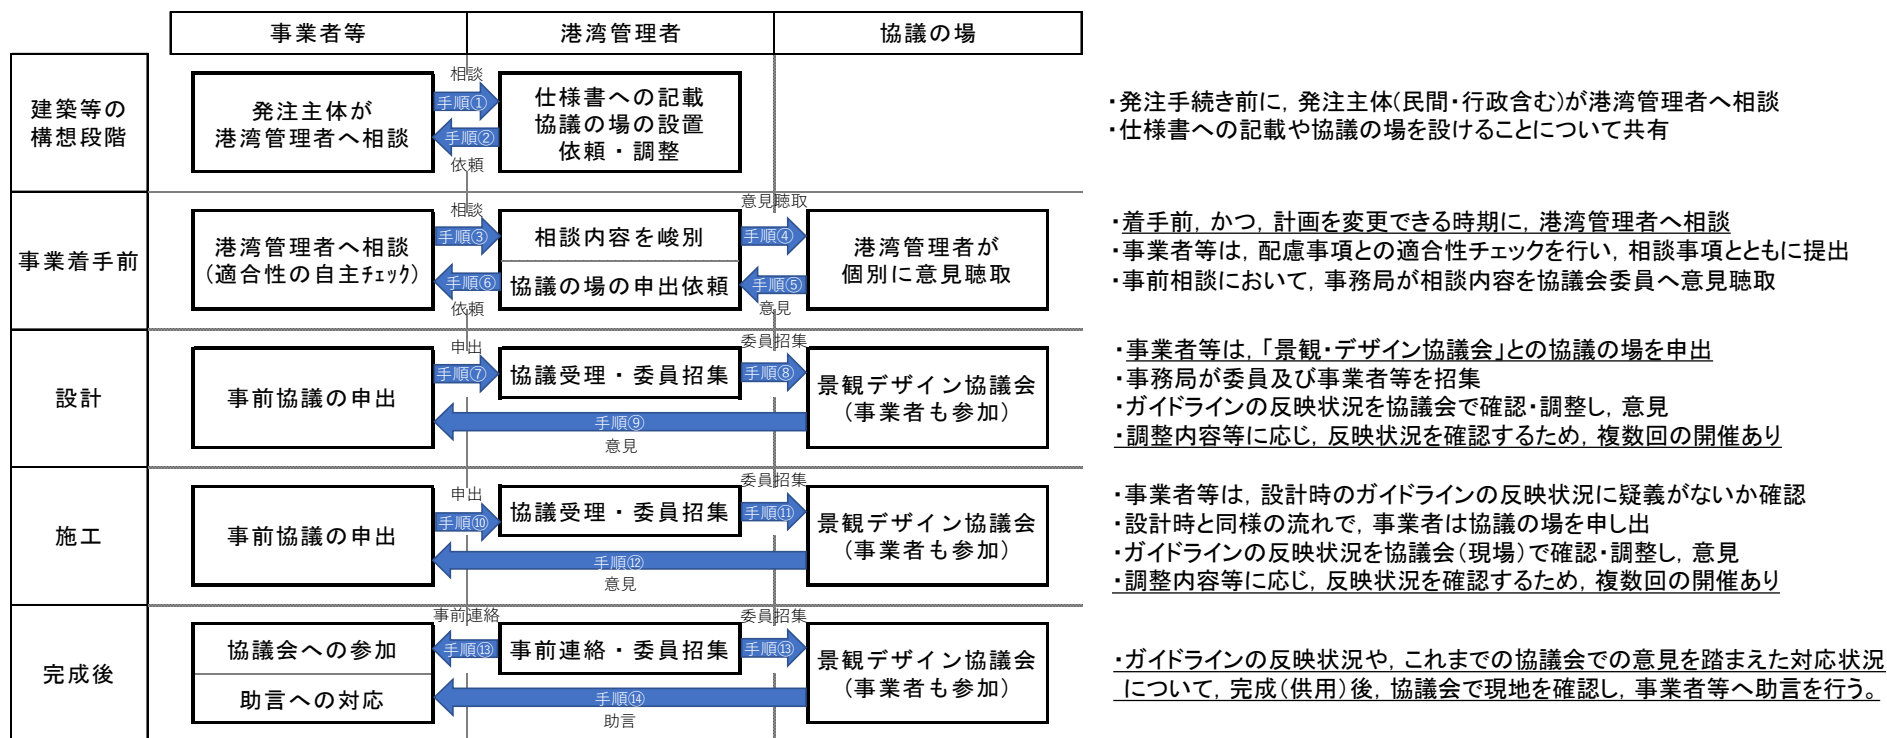 事業者等
港湾管理者
協議の場
建築等の
構想段階
発注主体が
港湾管理者へ相談
相談
手順①
手順②
依頼
仕様書への記載
協議の場の設置
依頼・調整
・発注手続き前に，発注主体(民間・行政含む)が港湾管理者へ相談
・仕様書への記載や協議の場を設けることについて共有
事業着手前
港湾管理者へ相談
(適合性の自主ﾁｪｯｸ)
相談
手順③
手順⑥
依頼
相談内容を峻別
協議の場の申出依頼
意見聴取
手順④
手順⑤
意見
港湾管理者が
個別に意見聴取
・着手前，かつ，計画を変更できる時期に，港湾管理者へ相談
・事業者等は，配慮事項との適合性チェックを行い，相談事項とともに提出
・事前相談において，事務局が相談内容を協議会委員へ意見聴取
設計
事前協議の申出
申出
手順⑦
協議受理・委員招集
委員招集
手順⑧
手順⑨
意見
景観デザイン協議会
(事業者も参加)
・事業者等は，「景観・デザイン協議会」との協議の場を申出
・事務局が委員及び事業者等を招集
・ガイドラインの反映状況を協議会で確認・調整し，意見
・調整内容等に応じ，反映状況を確認するため，複数回の開催あり
施工
事前協議の申出
申出
手順⑩
協議受理・委員招集
委員招集
手順⑪
手順⑫
意見
景観デザイン協議会
(事業者も参加)
・事業者等は，設計時のガイドラインの反映状況に疑義がないか確認
・設計時と同様の流れで，事業者は協議の場を申し出
・ガイドラインの反映状況を協議会（現場）で確認・調整し，意見
・調整内容等に応じ，反映状況を確認するため，複数回の開催あり
完成後
協議会への参加
助言への対応
事前連絡
手順⑬
事前連絡・委員招集
委員招集
手順⑬
手順⑭
助言
景観デザイン協議会
(事業者も参加)
・ガイドラインの反映状況や，これまでの協議会での意見を踏まえた対応状況
について，完成（供用）後，協議会で現地を確認し，事業者等へ助言を行う。